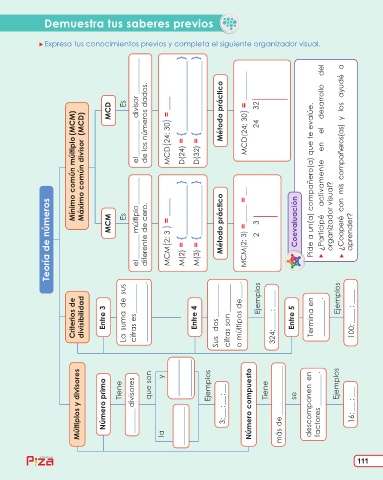 Demuestra tus saberes previos
Expresa tus conocimientos previos y completa el siguiente organizador visual.
Teoría de números
Múltiplos y divisores
Número primo
Tiene
___ divisores
que son
la ___ y ___
Ejemplos
3; ___; ___; ___
Número compuesto
Tiene
más de ___
se
descomponen en
factores ___.
Ejemplos
16; ___; ___
Criterios de
divisibilidad
Entre 3
La suma de sus
cifras es ___
Entre 4
Sus dos ___
cifras son ___
o múltiplos de ___.
Ejemplos
324; ___; ___
Entre 5
Termina en
___.
Ejemplos
100; ___; ___
Mínimo común múltiplo (MCM)
Máximo común divisor (MCD)
MCM
Es
el ___ múltiplo ___
diferente de cero.
MCM (2; 3) = ___
M(2) = { ___ }
M(3) = { ___ }
Método práctico
MCM(2; 3) = ___ = ___
2 3
MCD
Es
el ___ divisor ___
de los números dados.
MCD(24; 30) = ___
D(24) = { ___ }
D(32) = { ___ }
Método práctico
MCD(24; 30) = ___
24 32
Coevaluación
Pide a un(a) compañero(a) que te evalúe.
¿Participé activamente en el desarrollo del
organizador visual?
¿Cooperé con mis compañeros(as) y los ayudé a
aprender?
Pizza
111